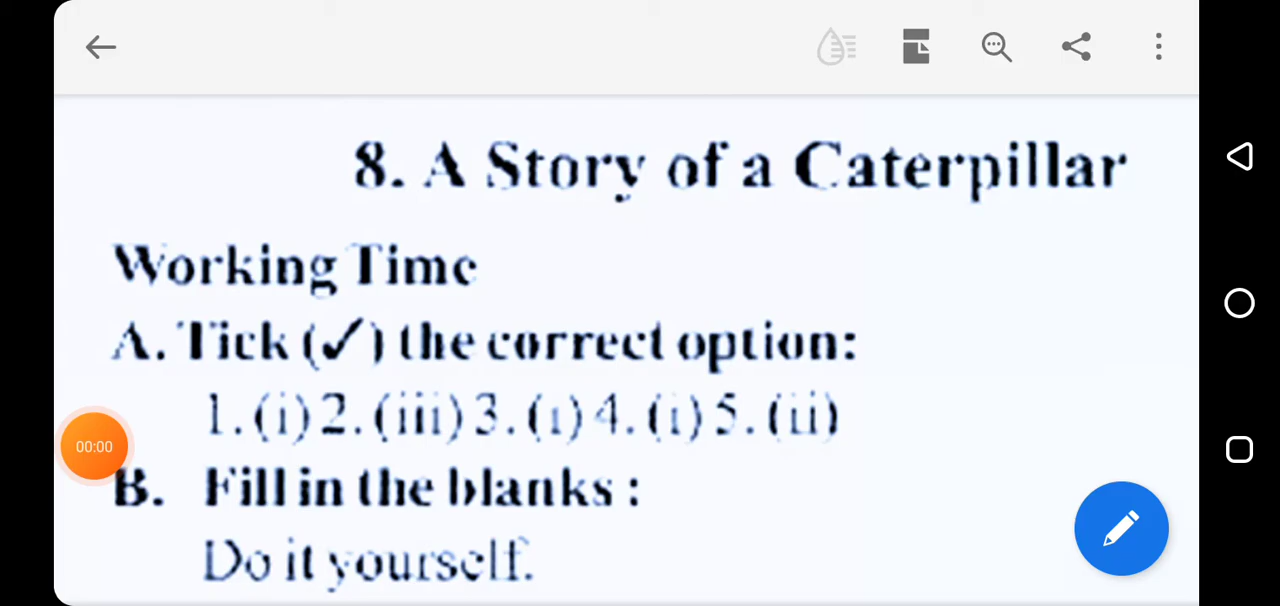 8. A Story of a Caterpillar
Working Time
A. Tick (✓) the correct option:
1. (i) 2. (iii) 3. (i) 4. (i) 5. (ii)
00:00
B. Fill in the blanks :
Do it yourself.